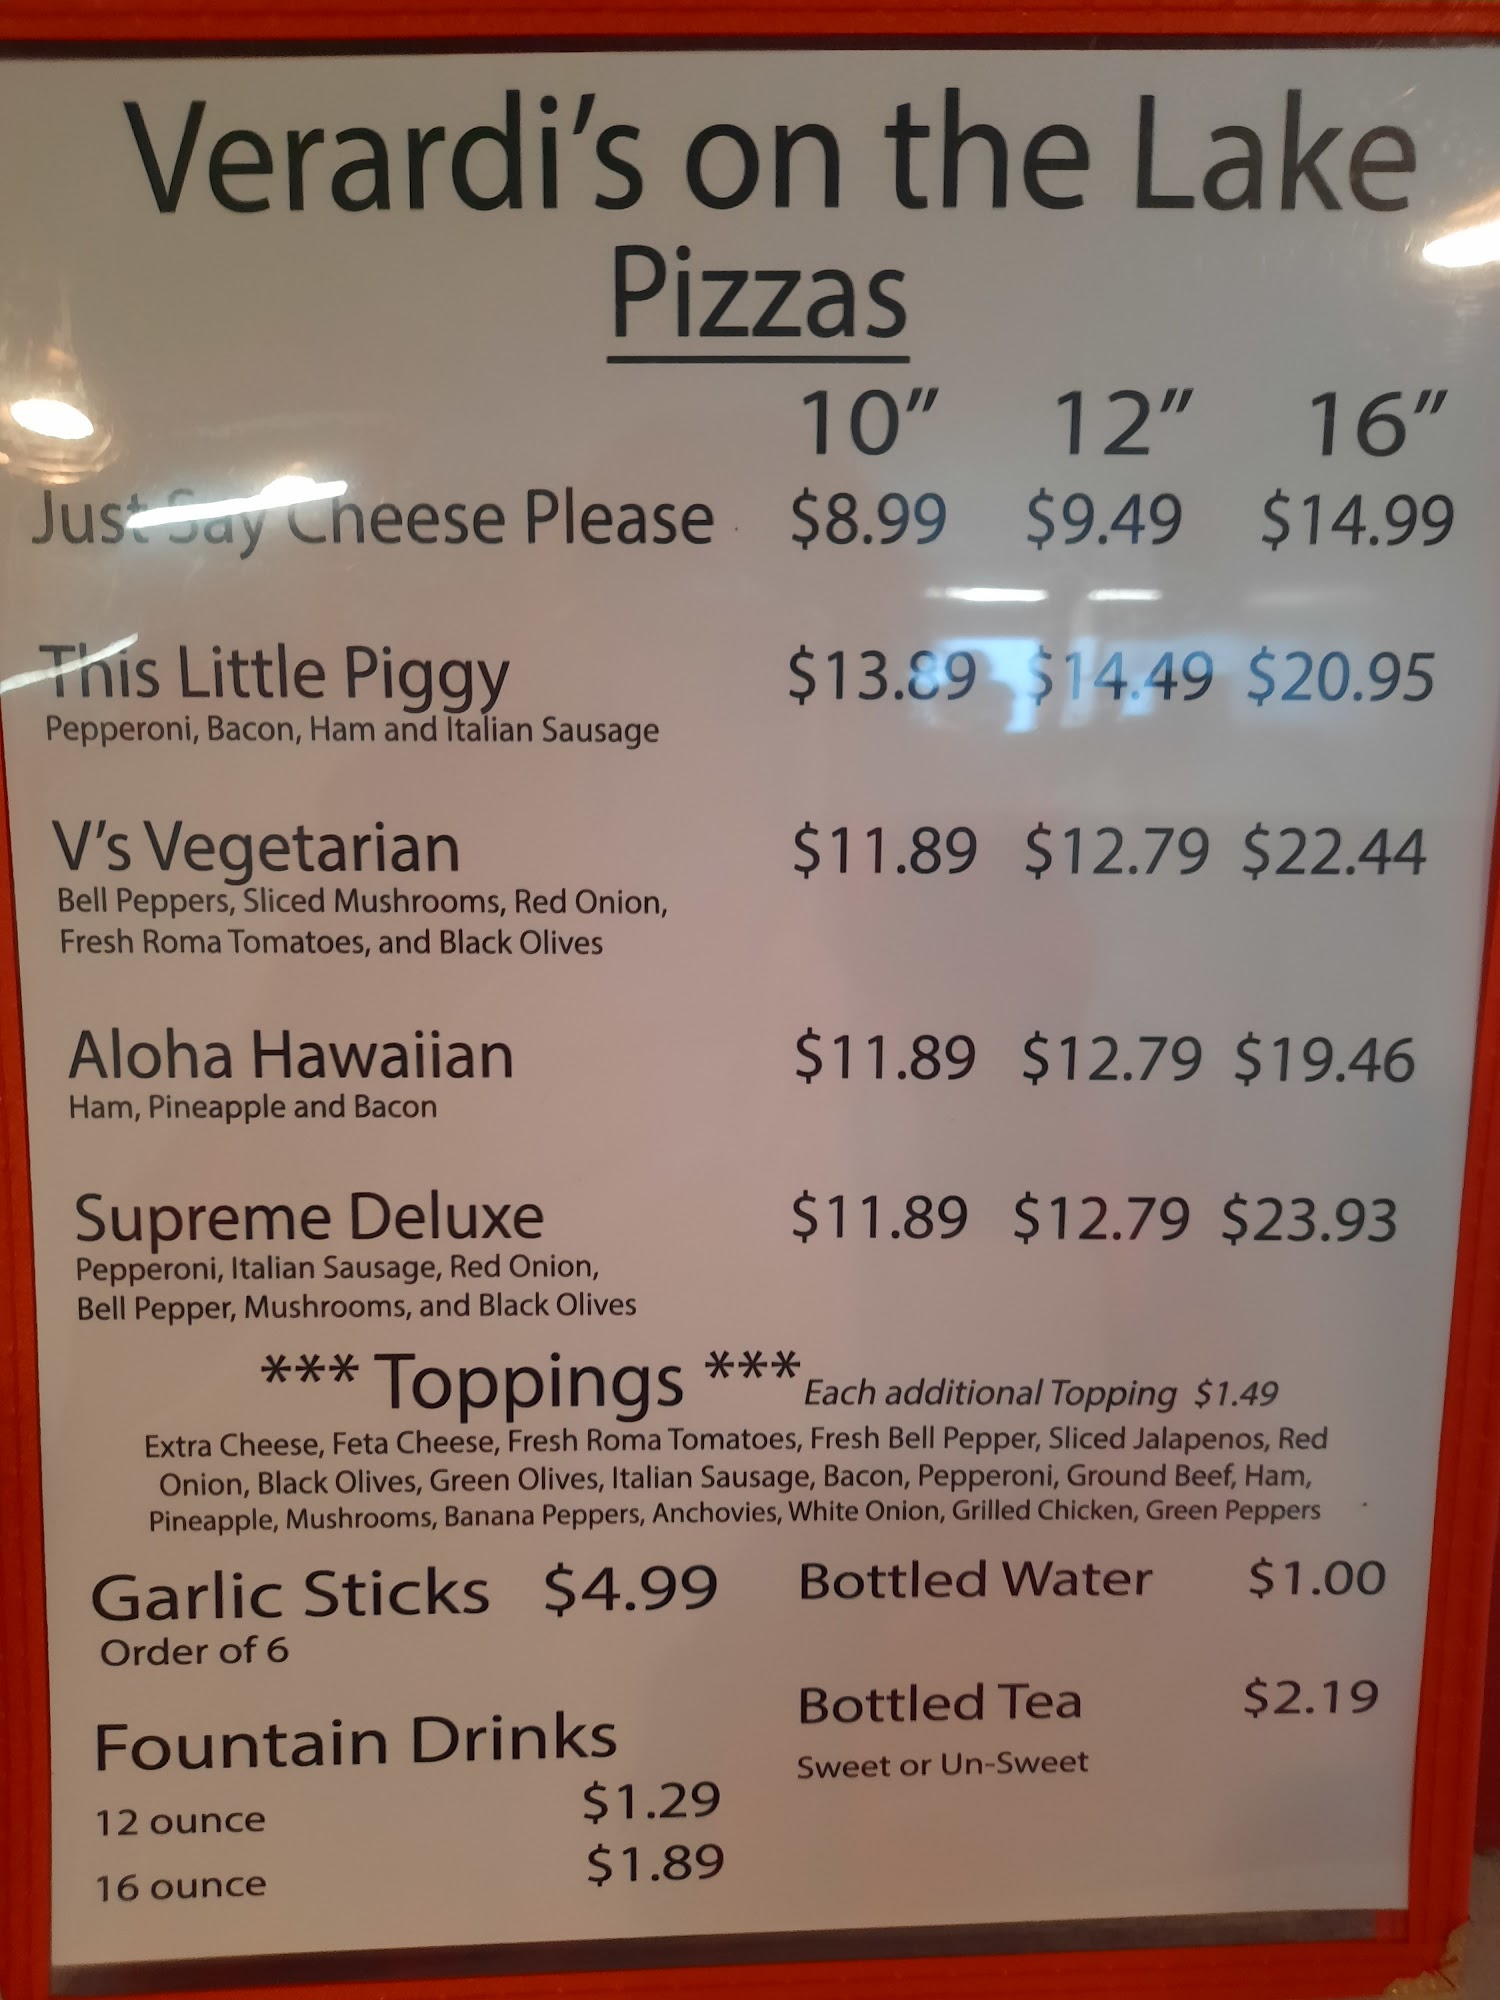 Verardi's on the Lake
Pizzas
10" 12" 16"
Just Say Cheese Please $8.99 $9.49 $14.99
This Little Piggy $13.89 $14.49 $20.95
Pepperoni, Bacon, Ham and Italian Sausage
V's Vegetarian $11.89 $12.79 $22.44
Bell Peppers, Sliced Mushrooms, Red Onion,
Fresh Roma Tomatoes, and Black Olives
Aloha Hawaiian $11.89 $12.79 $19.46
Ham, Pineapple and Bacon
Supreme Deluxe $11.89 $12.79 $23.93
Pepperoni, Italian Sausage, Red Onion,
Bell Pepper, Mushrooms, and Black Olives
*** Toppings *** Each additional Topping $1.49
Extra Cheese, Feta Cheese, Fresh Roma Tomatoes, Fresh Bell Pepper, Sliced Jalapenos, Red
Onion, Black Olives, Green Olives, Italian Sausage, Bacon, Pepperoni, Ground Beef, Ham,
Pineapple, Mushrooms, Banana Peppers, Anchovies, White Onion, Grilled Chicken, Green Peppers
Garlic Sticks $4.99
Order of 6
Fountain Drinks
12 ounce $1.29
16 ounce $1.89
Bottled Water $1.00
Bottled Tea $2.19
Sweet or Un-Sweet